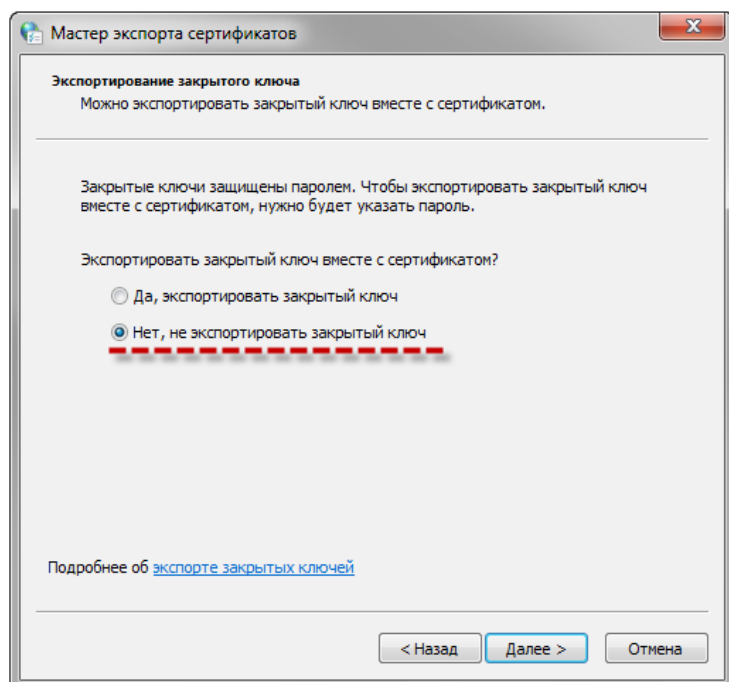 Мастер экспорта сертификатов
Экспортирование закрытого ключа
Можно экспортировать закрытый ключ вместе с сертификатом.
Закрытые ключи защищены паролем. Чтобы экспортировать закрытый ключ
вместе с сертификатом, нужно будет указать пароль.
Экспортировать закрытый ключ вместе с сертификатом?
Да, экспортировать закрытый ключ
Нет, не экспортировать закрытый ключ
Подробнее об экспорте закрытых ключей
< Назад Далее > Отмена